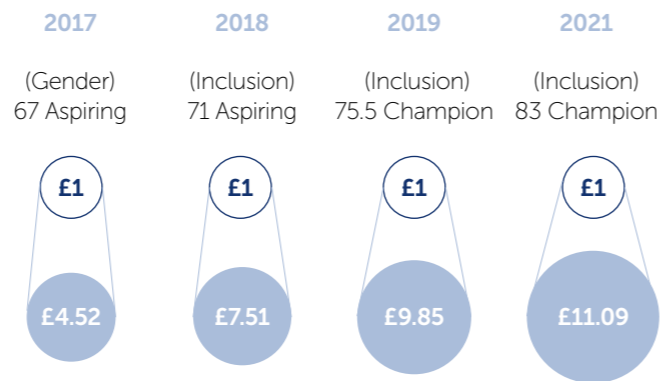 2017 2018 2019 2021
(Gender) (Inclusion) (Inclusion) (Inclusion)
67 Aspiring 71 Aspiring 75.5 Champion 83 Champion
£1 £1 £1 £1
£4.52 £7.51 £9.85 £11.09